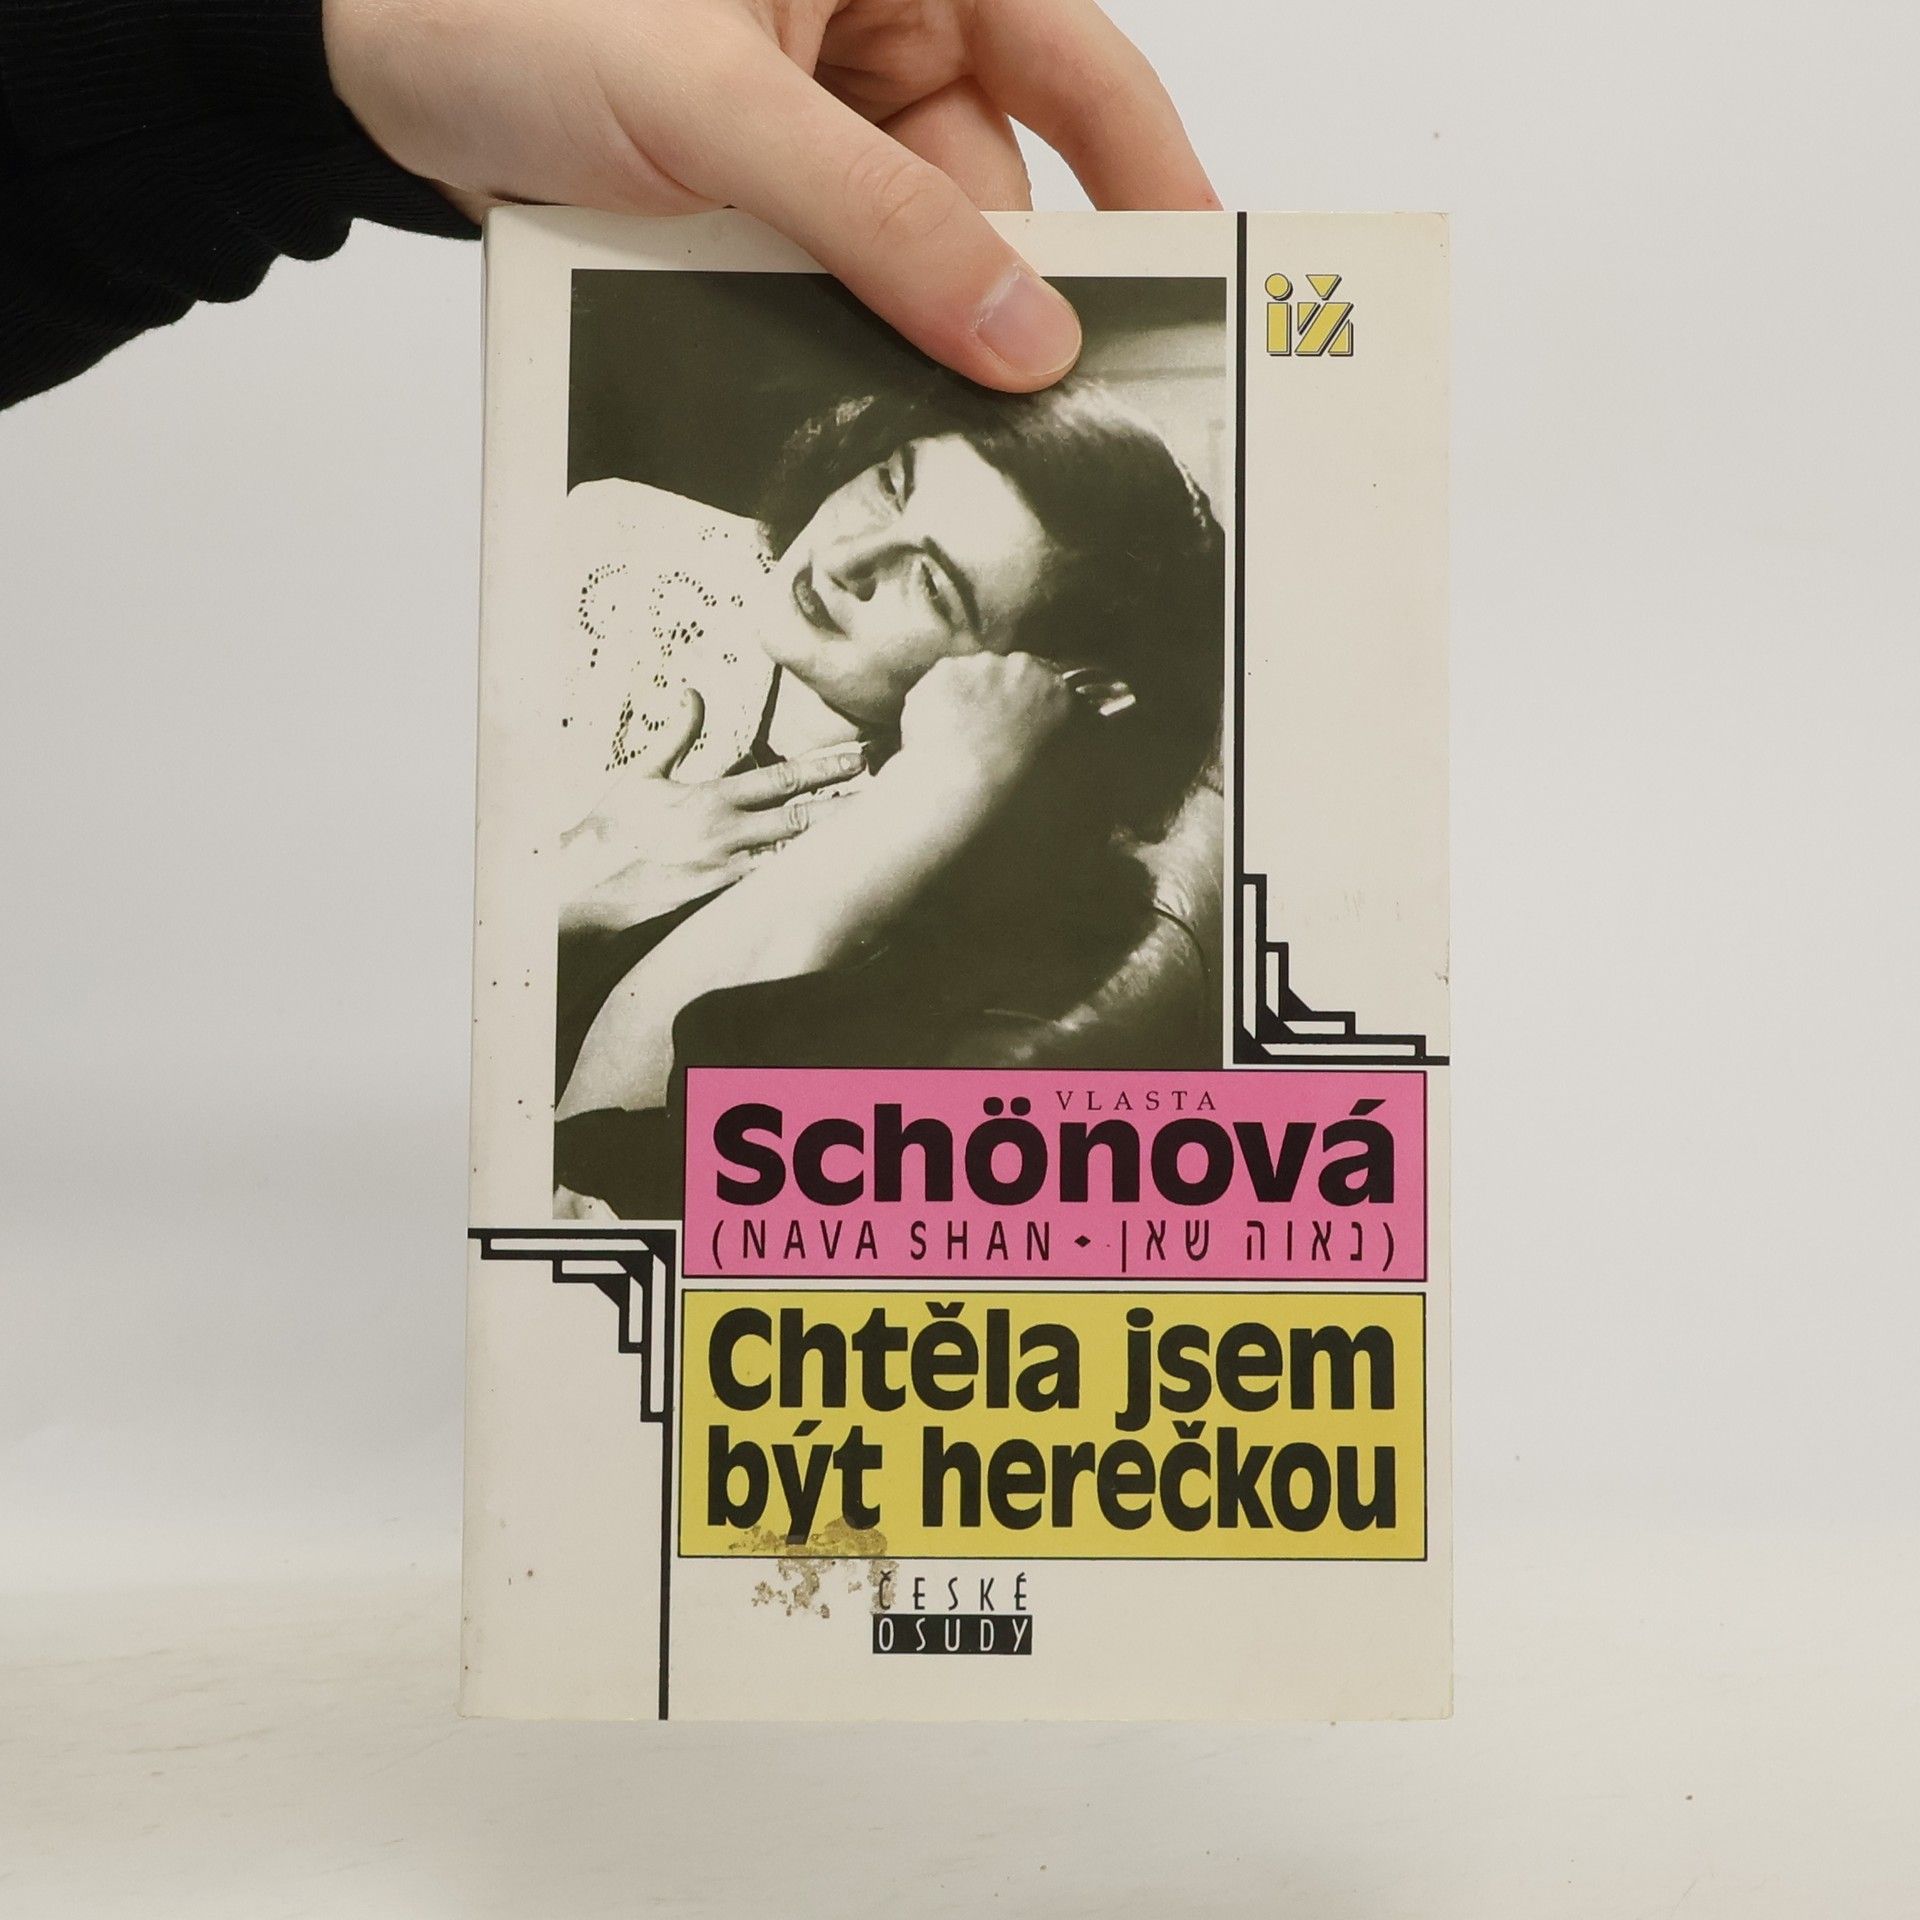 iž
VLASTA
Schönová
(NAVA SHAN • נאוה שאן)
Chtěla jsem
být herečkou
ČESKÉ
OSUDY